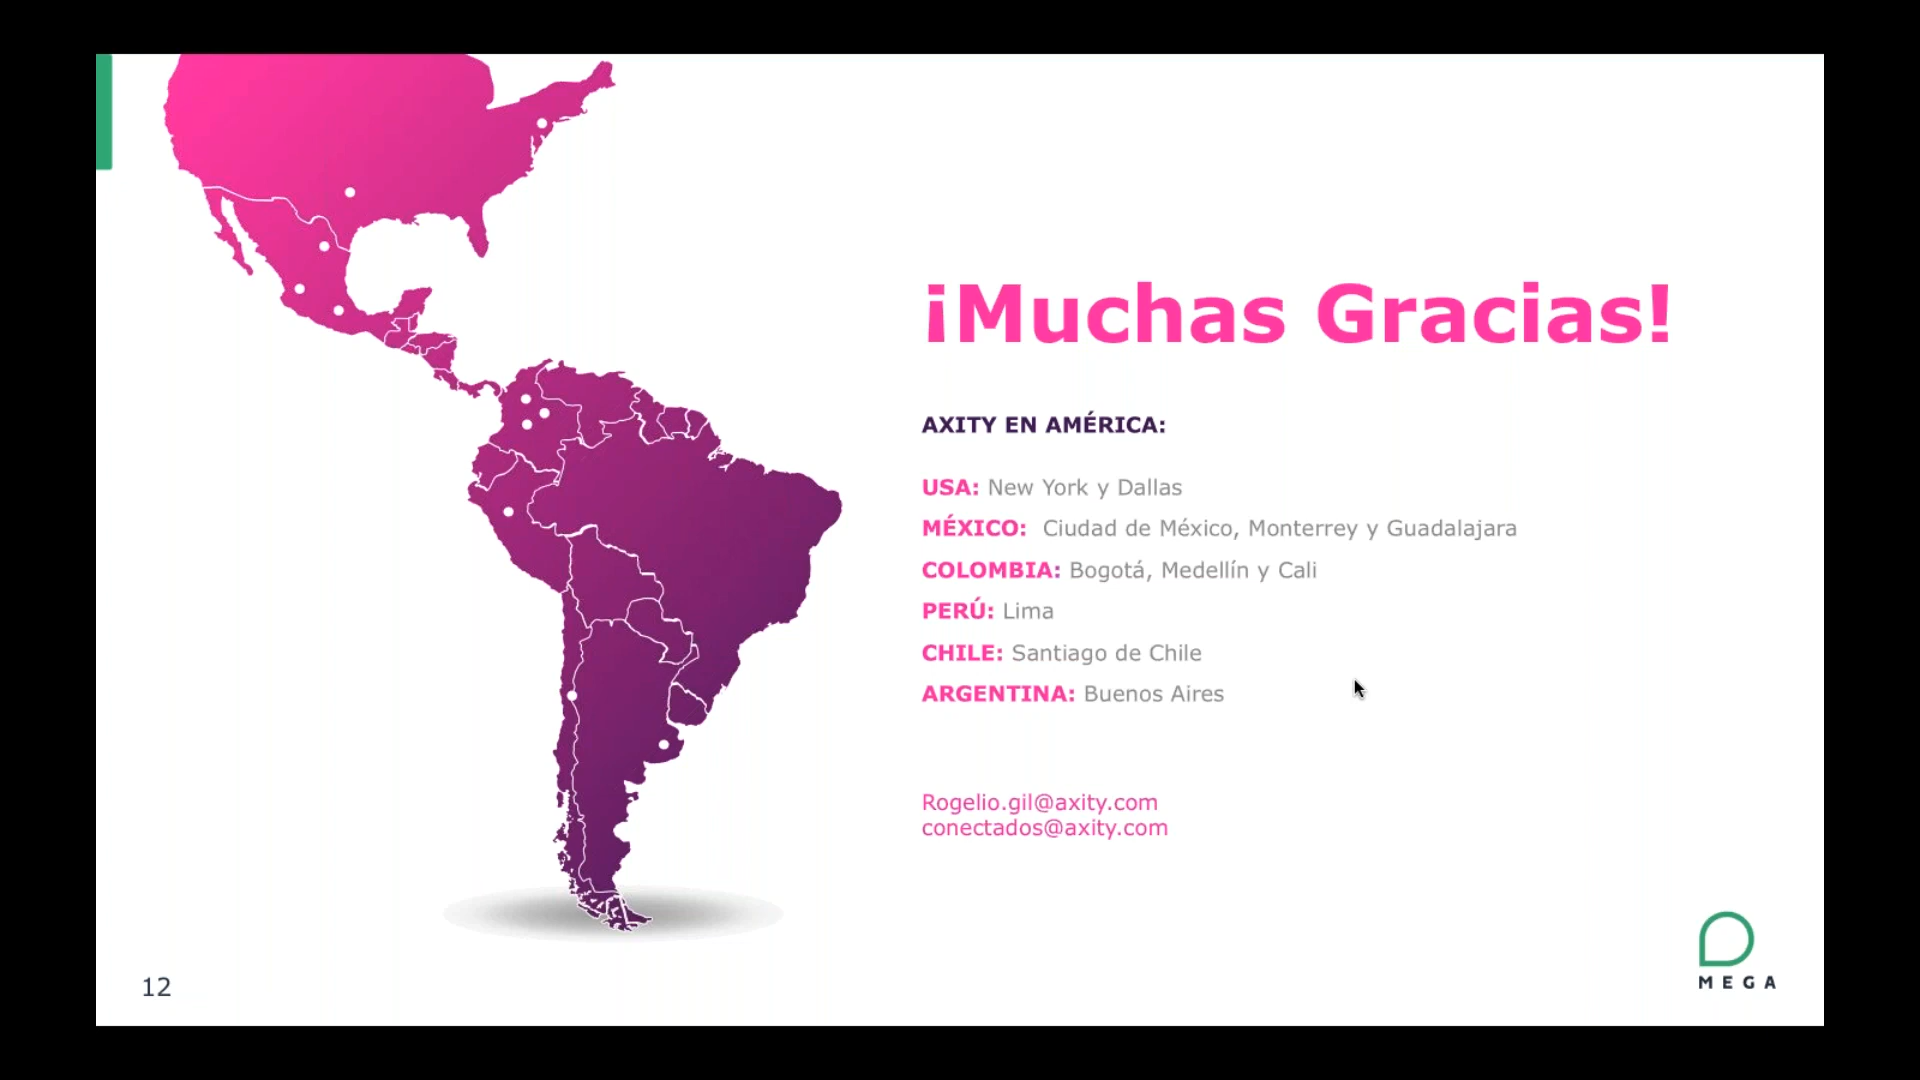 ¡Muchas Gracias!
AXITY EN AMÉRICA:
USA: New York y Dallas
MÉXICO: Ciudad de México, Monterrey y Guadalajara
COLOMBIA: Bogotá, Medellín y Cali
PERÚ: Lima
CHILE: Santiago de Chile
ARGENTINA: Buenos Aires
Rogelio.gil@axity.com
conectados@axity.com
12
MEGA